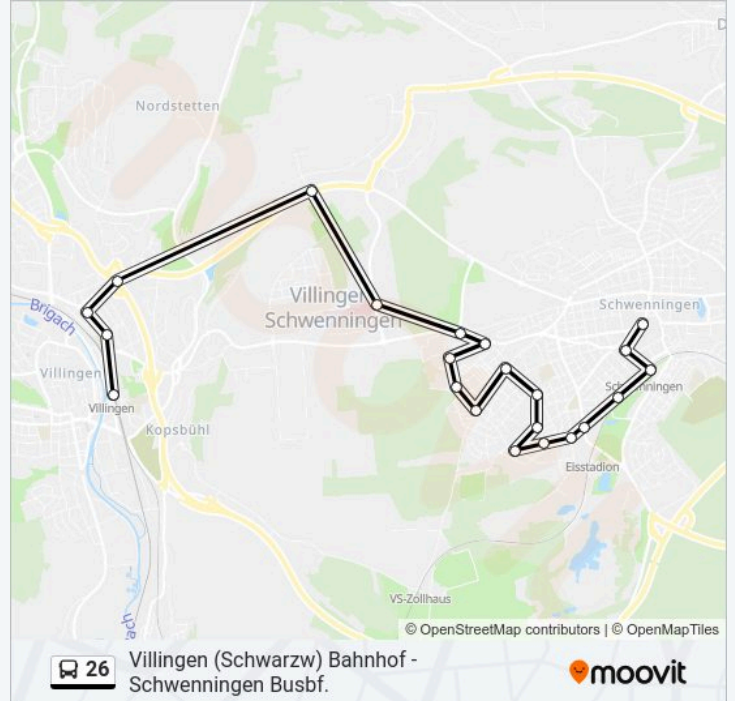 D
Nordstetten
Villingen
Schwenningen
Schwenningen
Brigach
Villingen
Villingen
Kopsbühl
Eisstadion
VS-Zollhaus
ach
© OpenStreetMap contributors | © OpenMapTiles
26
Villingen (Schwarzw) Bahnhof -
Schwenningen Busbf.
moovit